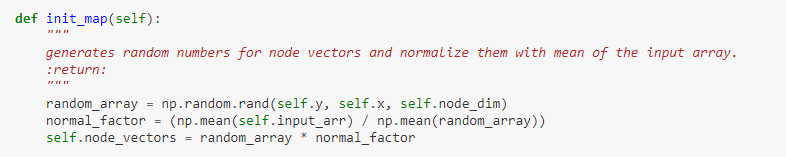 def init_map(self):
    """
    generates random numbers for node vectors and normalize them with mean of the input array.
    :return:
    """
    random_array = np.random.rand(self.y, self.x, self.node_dim)
    normal_factor = (np.mean(self.input_arr) / np.mean(random_array))
    self.node_vectors = random_array * normal_factor